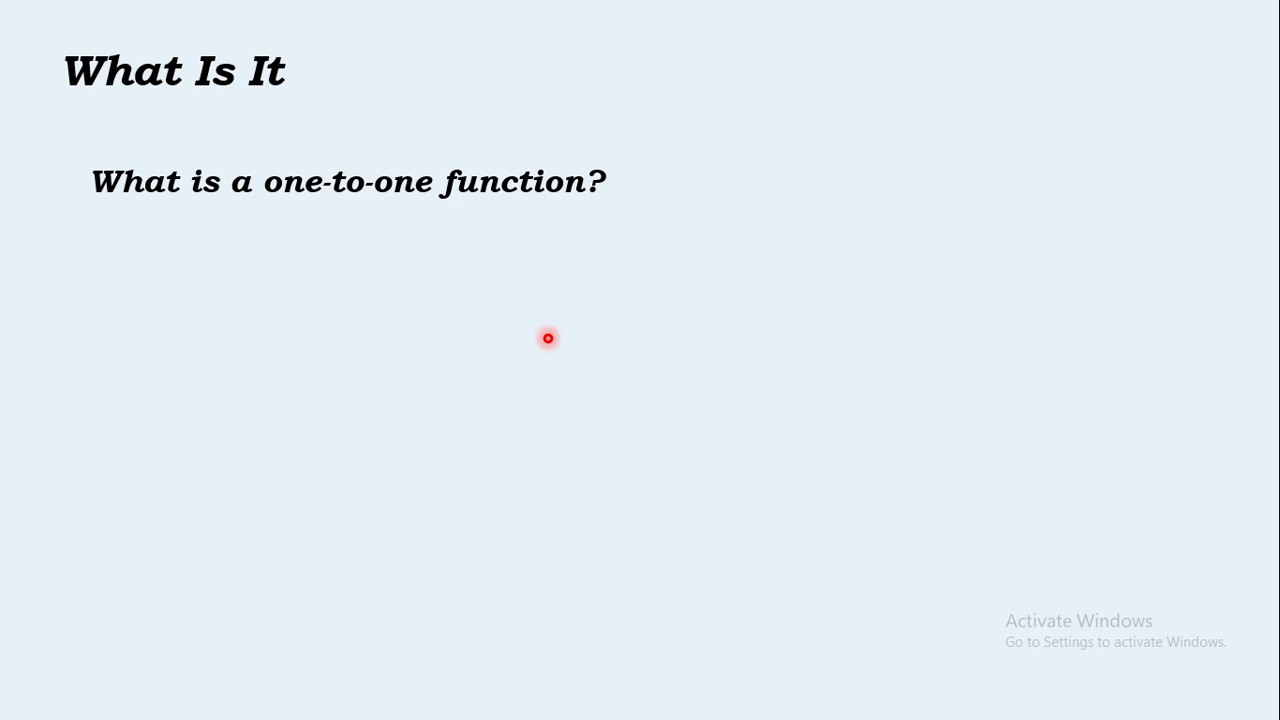 What Is It
What is a one-to-one function?
Activate Windows
Go to Settings to activate Windows.